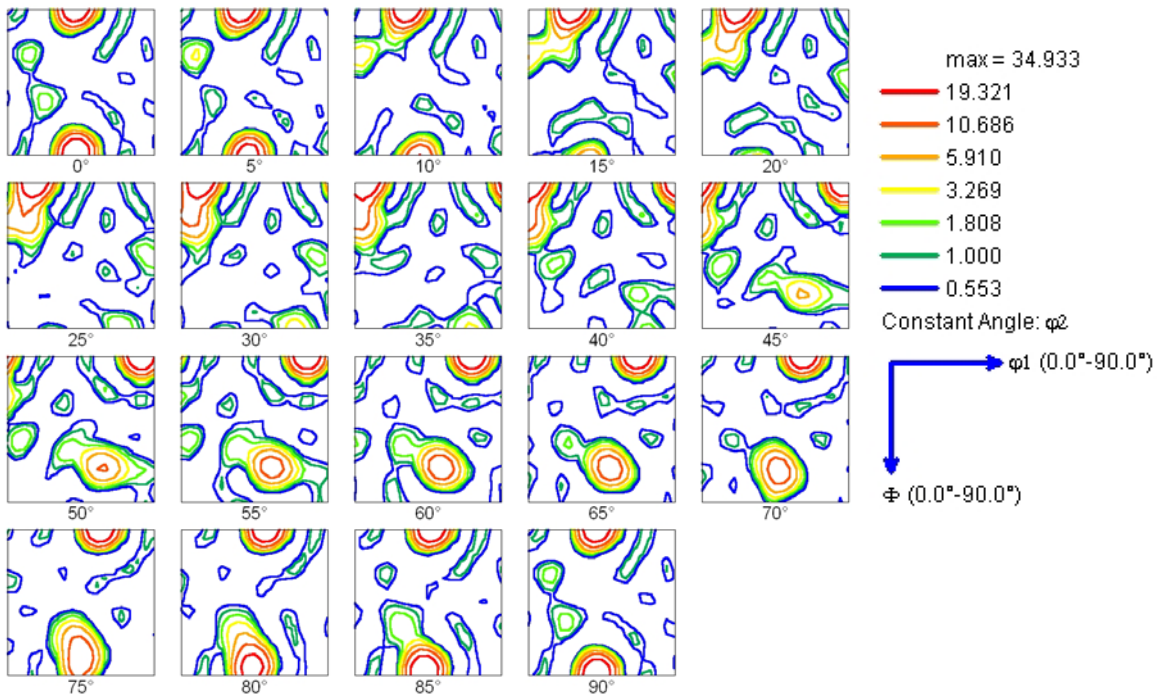 0° 5° 10° 15° 20°
25° 30° 35° 40° 45°
50° 55° 60° 65° 70°
75° 80° 85° 90°
max = 34.933
19.321
10.686
5.910
3.269
1.808
1.000
0.553
Constant Angle: φ2
φ1 (0.0°-90.0°)
Φ (0.0°-90.0°)